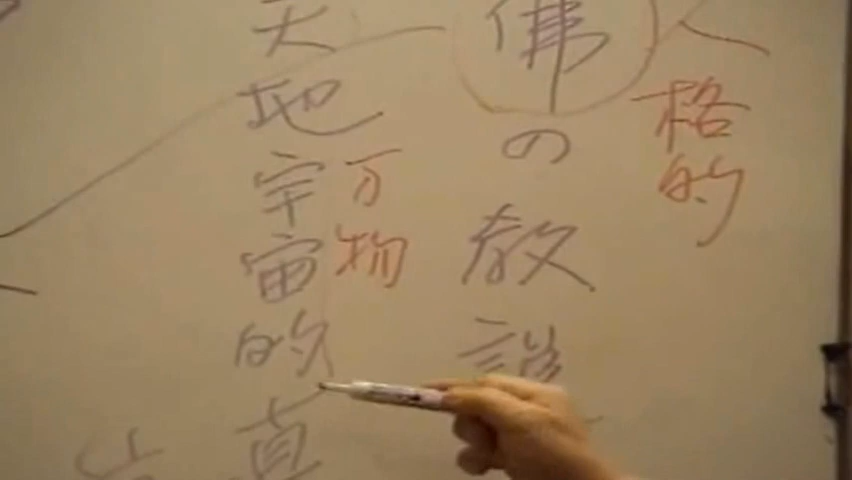 人格的
佛の教誰
万物
天地宇宙的真